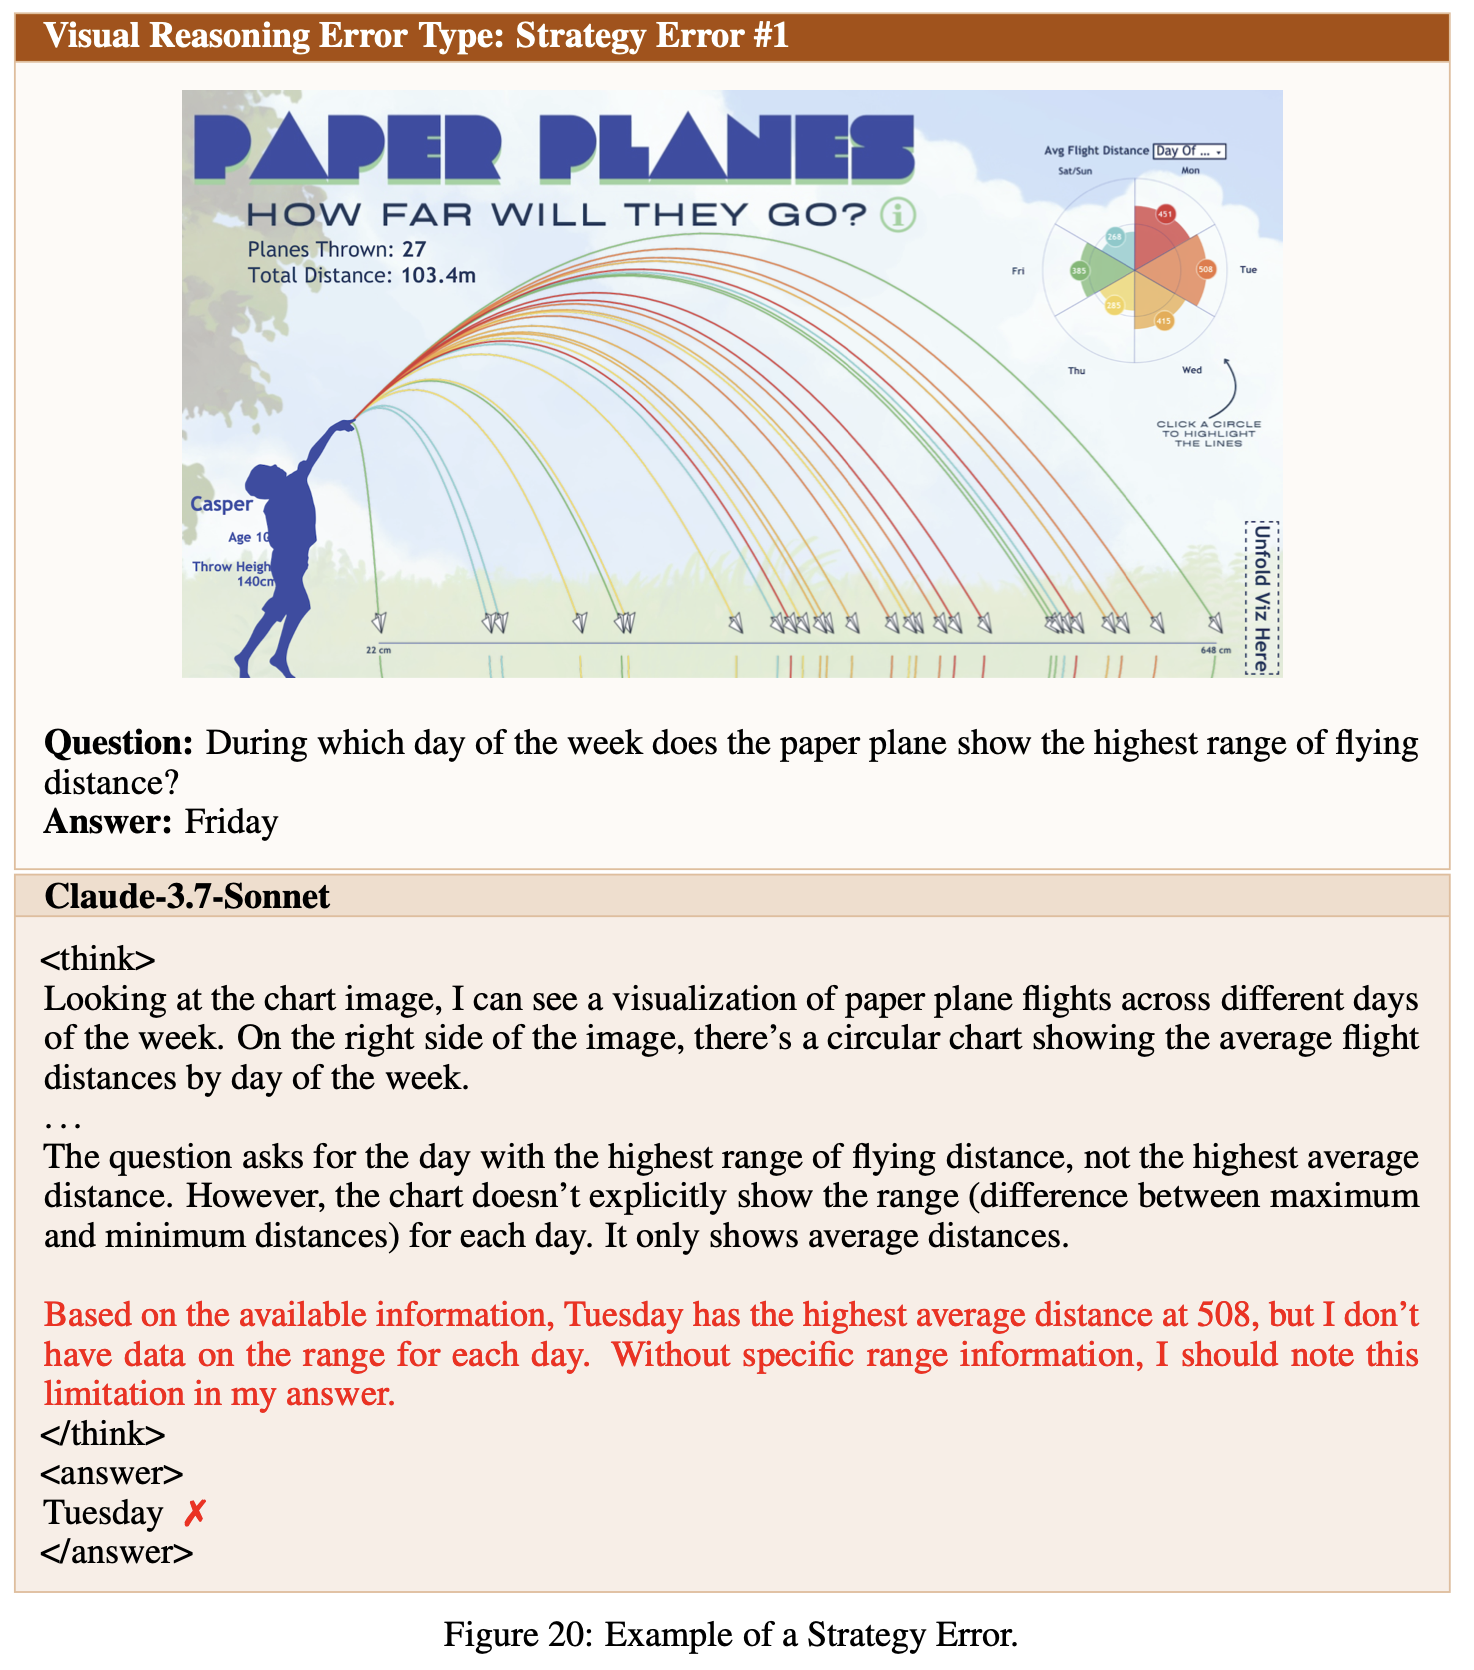 Visual Reasoning Error Type: Strategy Error #1
PAPER PLANES
HOW FAR WILL THEY GO? i
Planes Thrown: 27
Total Distance: 103.4m
Avg Flight Distance Day Of ...
Sat/Sun
Mon
451
268
Fri
385
508
Tue
285
415
Thu
Wed
CLICK A CIRCLE
TO HIGHLIGHT
THE LINES
Casper
Age 10
Throw Heigh
140cm
22 cm
648 cm
Unfold Viz Here
Question: During which day of the week does the paper plane show the highest range of flying
distance?
Answer: Friday
Claude-3.7-Sonnet
<think>
Looking at the chart image, I can see a visualization of paper plane flights across different days
of the week. On the right side of the image, there's a circular chart showing the average flight
distances by day of the week.
...
The question asks for the day with the highest range of flying distance, not the highest average
distance. However, the chart doesn't explicitly show the range (difference between maximum
and minimum distances) for each day. It only shows average distances.
Based on the available information, Tuesday has the highest average distance at 508, but I don't
have data on the range for each day. Without specific range information, I should note this
limitation in my answer.
</think>
<answer>
Tuesday ✗
</answer>
Figure 20: Example of a Strategy Error.